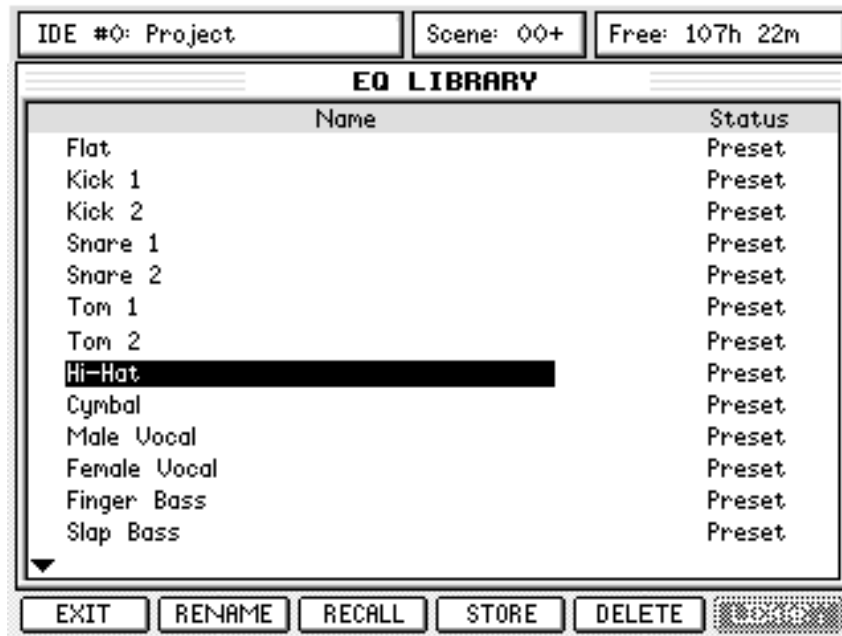 IDE #0: Project Scene: 00+ Free: 107h 22m
EQ LIBRARY
Name Status
Flat Preset
Kick 1 Preset
Kick 2 Preset
Snare 1 Preset
Snare 2 Preset
Tom 1 Preset
Tom 2 Preset
Hi-Hat Preset
Cymbal Preset
Male Vocal Preset
Female Vocal Preset
Finger Bass Preset
Slap Bass Preset
EXIT RENAME RECALL STORE DELETE